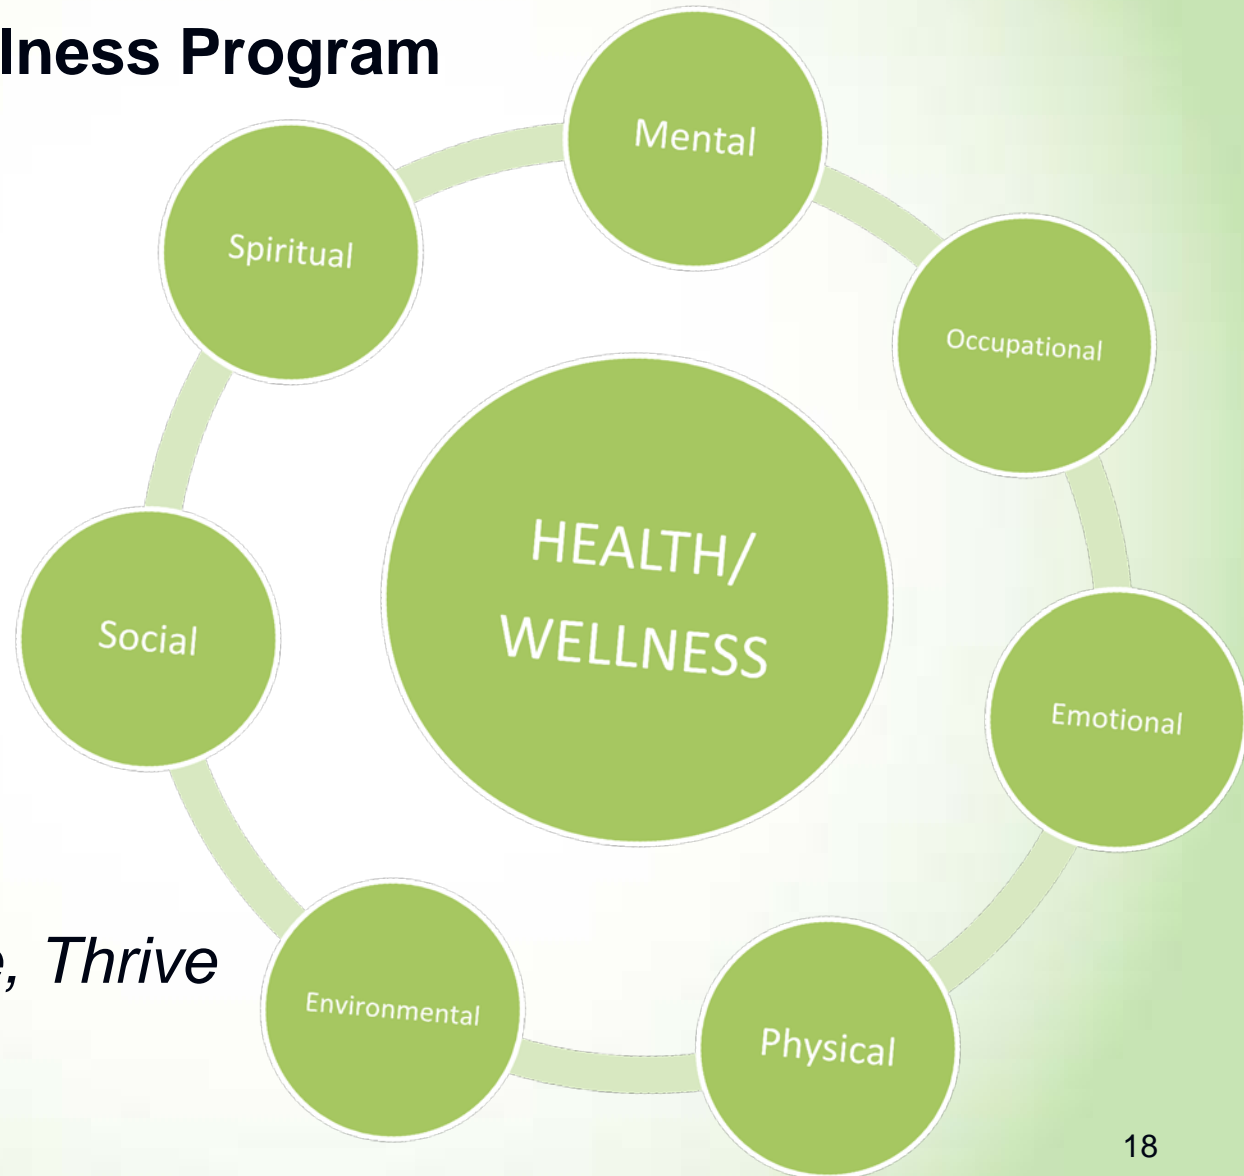 lness Program
Mental
Spiritual
Occupational
HEALTH/
WELLNESS
Social
Emotional
e, Thrive
Environmental
Physical
18